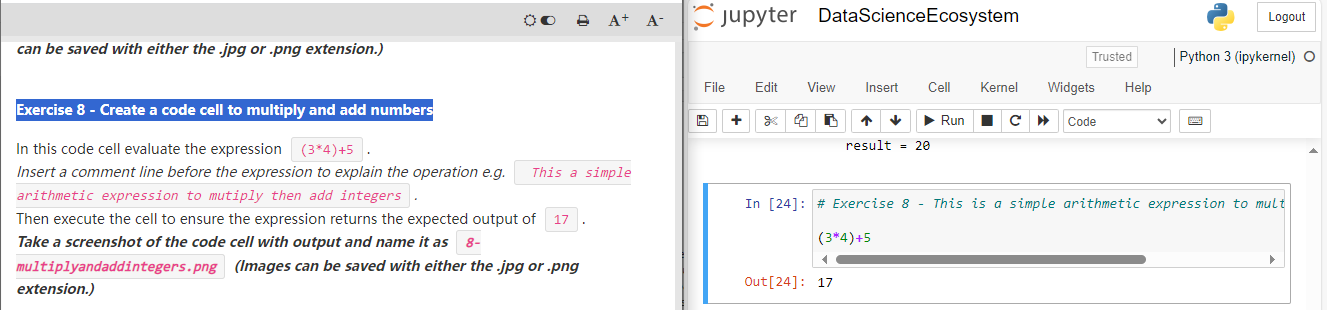 A+ A-
can be saved with either the .jpg or .png extension.)
Exercise 8 - Create a code cell to multiply and add numbers
In this code cell evaluate the expression (3*4)+5 .
Insert a comment line before the expression to explain the operation e.g. This a simple
arithmetic expression to mutiply then add integers .
Then execute the cell to ensure the expression returns the expected output of 17 .
Take a screenshot of the code cell with output and name it as 8-
multiplyandaddintegers.png (Images can be saved with either the .jpg or .png
extension.)
jupyter DataScienceEcosystem
Logout
Trusted Python 3 (ipykernel)
File Edit View Insert Cell Kernel Widgets Help
Run Code
result = 20
In [24]: # Exercise 8 - This is a simple arithmetic expression to mult
(3*4)+5
Out[24]: 17